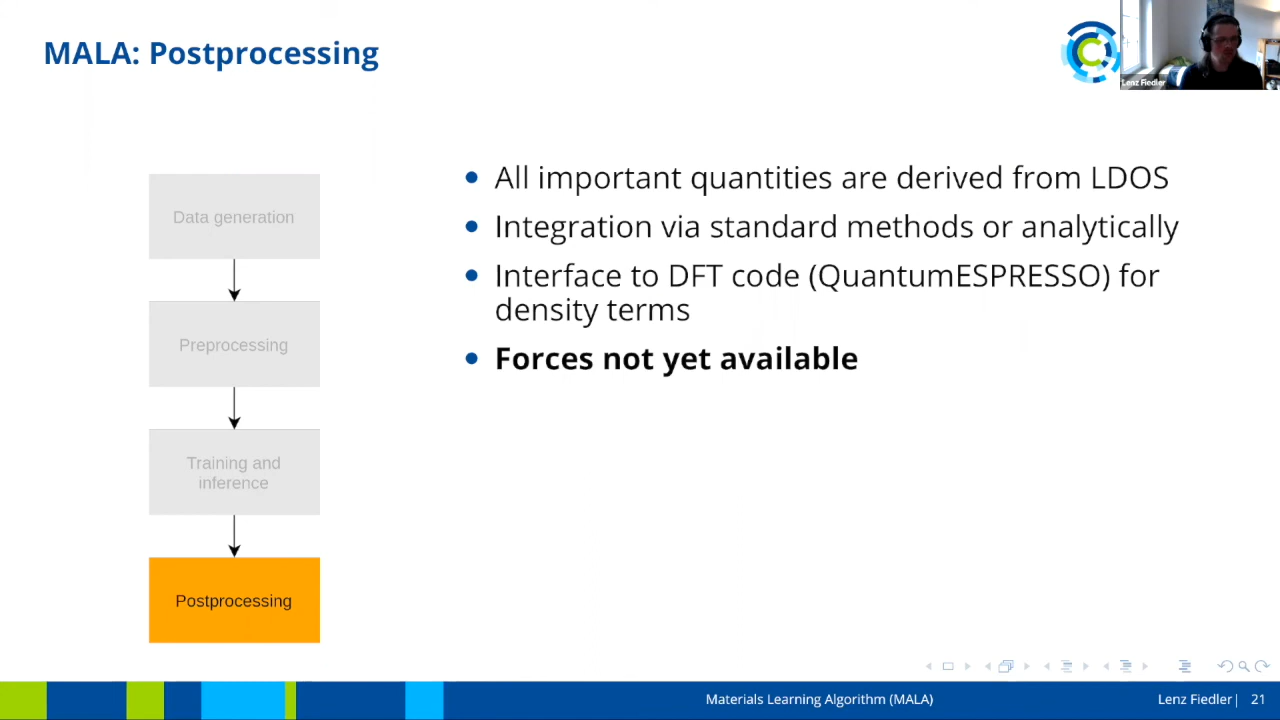 MALA: Postprocessing
Lenz Fiedler
Data generation
Preprocessing
Training and
inference
Postprocessing
• All important quantities are derived from LDOS
• Integration via standard methods or analytically
• Interface to DFT code (QuantumESPRESSO) for
density terms
• Forces not yet available
Materials Learning Algorithm (MALA)
Lenz Fiedler| 21